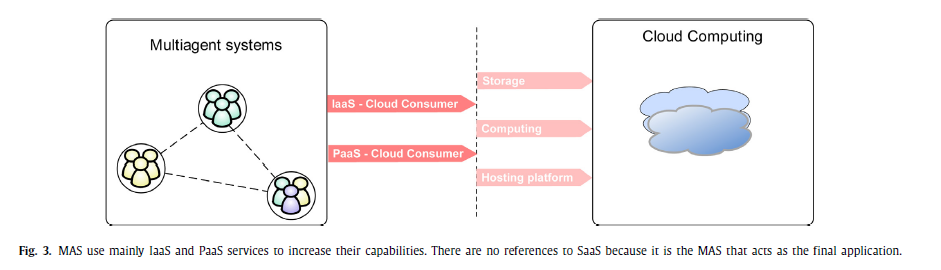 Multiagent systems
Cloud Computing
Storage
IaaS - Cloud Consumer
Computing
PaaS - Cloud Consumer
Hosting platform
Fig. 3. MAS use mainly IaaS and PaaS services to increase their capabilities. There are no references to SaaS because it is the MAS that acts as the final application.